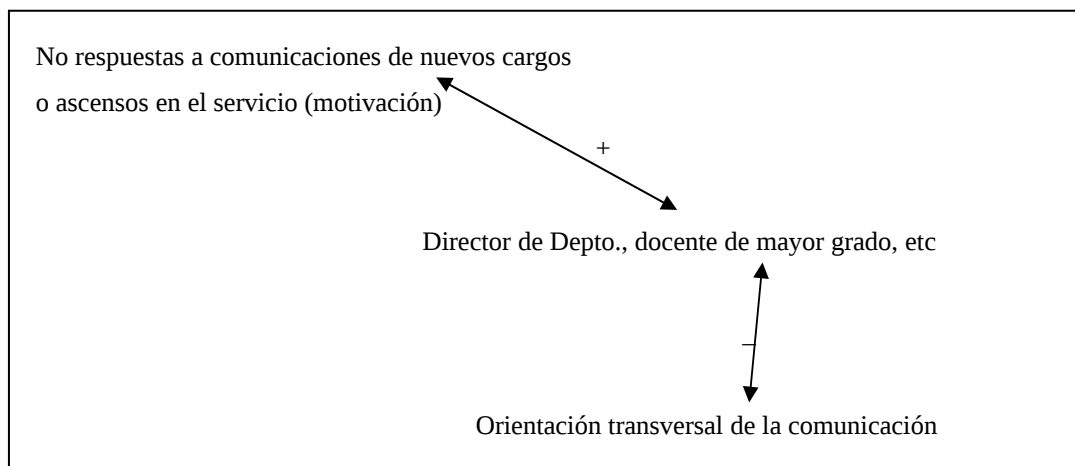 No respuestas a comunicaciones de nuevos cargos
o ascensos en el servicio (motivación)
+
Director de Depto., docente de mayor grado, etc
–
Orientación transversal de la comunicación